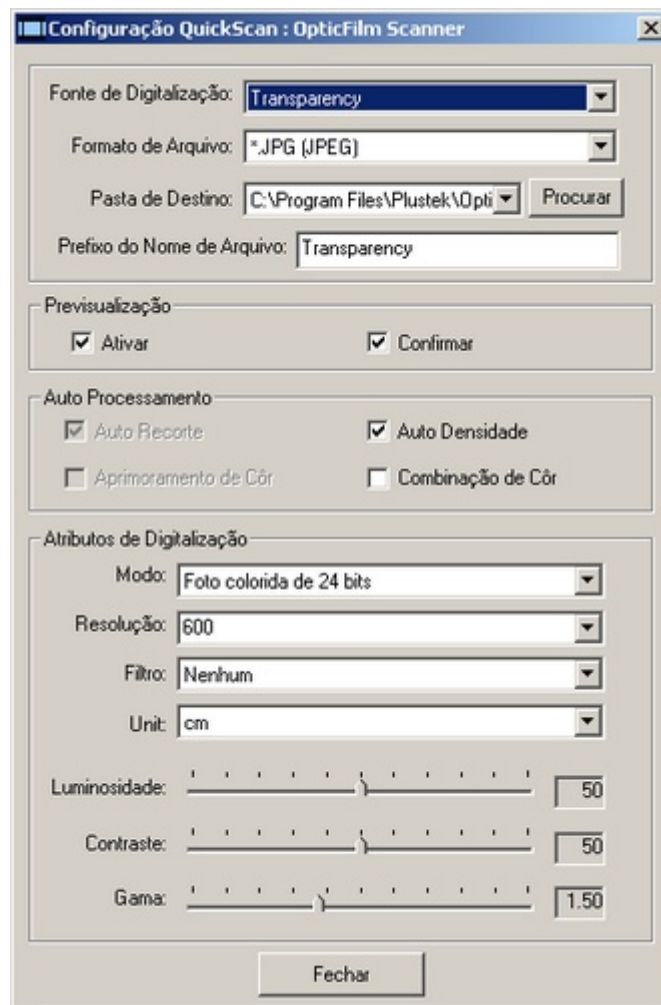 Configuração QuickScan : OpticFilm Scanner
Fonte de Digitalização: Transparency
Formato de Arquivo: *.JPG (JPEG)
Pasta de Destino: C:\Program Files\Plustek\Opti Procurar
Prefixo do Nome de Arquivo: Transparency
Previsualização
Ativar Confirmar
Auto Processamento
Auto Recorte Auto Densidade
Aprimoramento de Côr Combinação de Côr
Atributos de Digitalização
Modo: Foto colorida de 24 bits
Resolução: 600
Filtro: Nenhum
Unit: cm
Luminosidade: 50
Contraste: 50
Gama: 1.50
Fechar